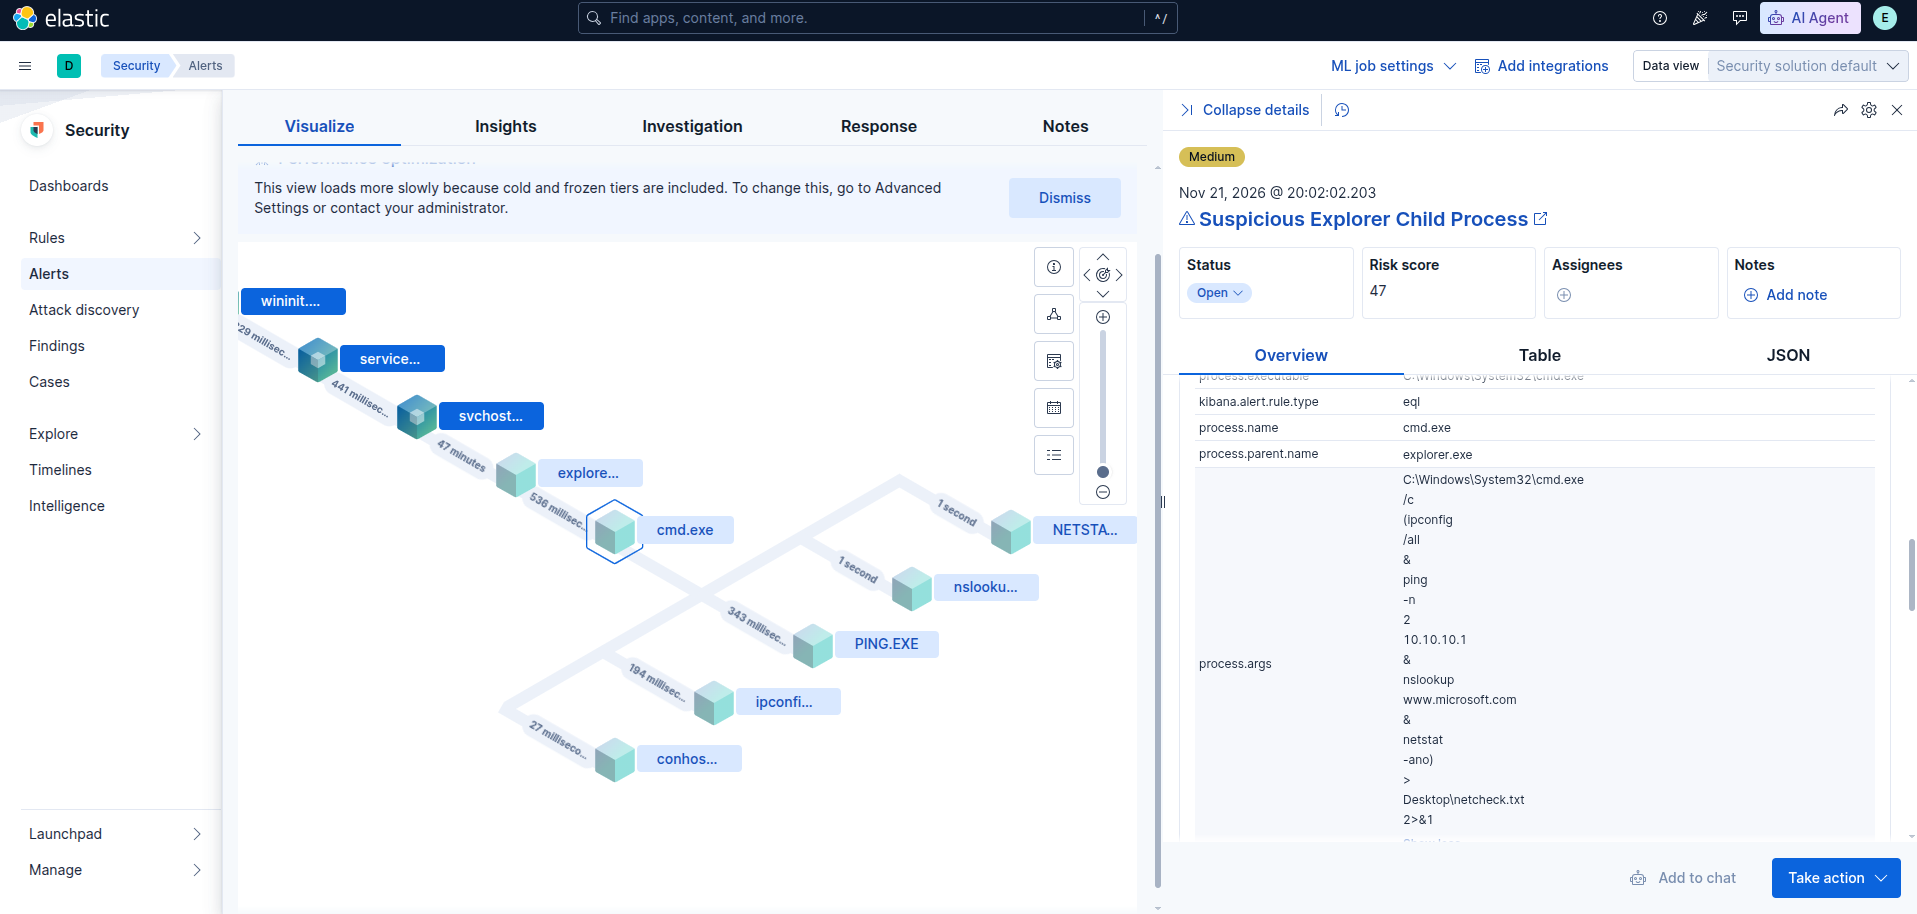 elastic
Find apps, content, and more.
^ /
AI Agent
E
D
Security
Alerts
ML job settings
Add integrations
Data view
Security solution default
Security
Dashboards
Rules
Alerts
Attack discovery
Findings
Cases
Explore
Timelines
Intelligence
Launchpad
Manage
Visualize
Insights
Investigation
Response
Notes
This view loads more slowly because cold and frozen tiers are included. To change this, go to Advanced
Settings or contact your administrator.
Dismiss
wininit....
29 millisec...
service...
441 millisec...
svchost...
47 minutes
explore...
536 millisec...
cmd.exe
1 second
NETSTA...
1 second
nslooku...
343 millisec...
PING.EXE
194 millisec...
ipconfi...
27 milliseco...
conhos...
Collapse details
Medium
Nov 21, 2026 @ 20:02:02.203
Suspicious Explorer Child Process
Status
Open
Risk score
47
Assignees
Notes
Add note
Overview
Table
JSON
process.executable
C:\Windows\System32\cmd.exe
kibana.alert.rule.type
eql
process.name
cmd.exe
process.parent.name
explorer.exe
process.args
C:\Windows\System32\cmd.exe
/c
(ipconfig
/all
&
ping
-n
2
10.10.10.1
&
nslookup
www.microsoft.com
&
netstat
-ano)
>
Desktop\netcheck.txt
2>&1
Add to chat
Take action